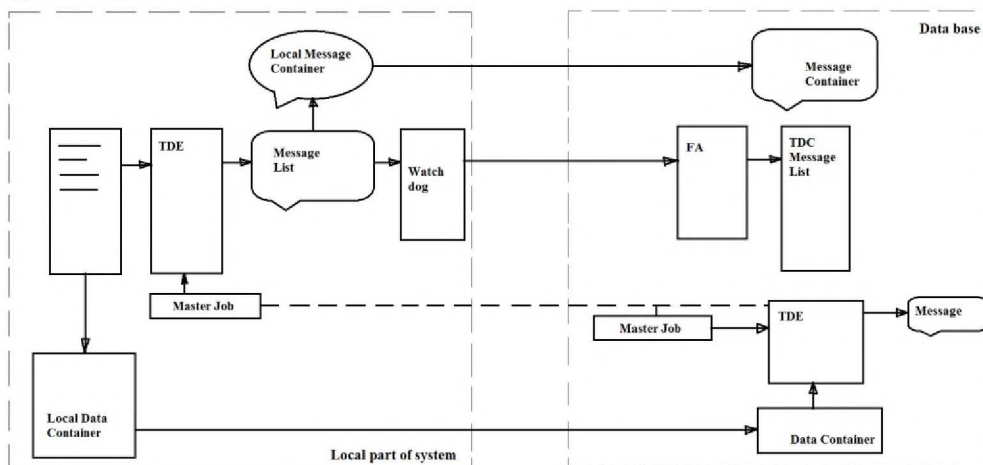 Data base
Local Message
Container
Message
Container
TDE
Message
List
Watch
dog
FA
TDC
Message
List
Master Job
Master Job
TDE
Message
Local Data
Container
Data Container
Local part of system